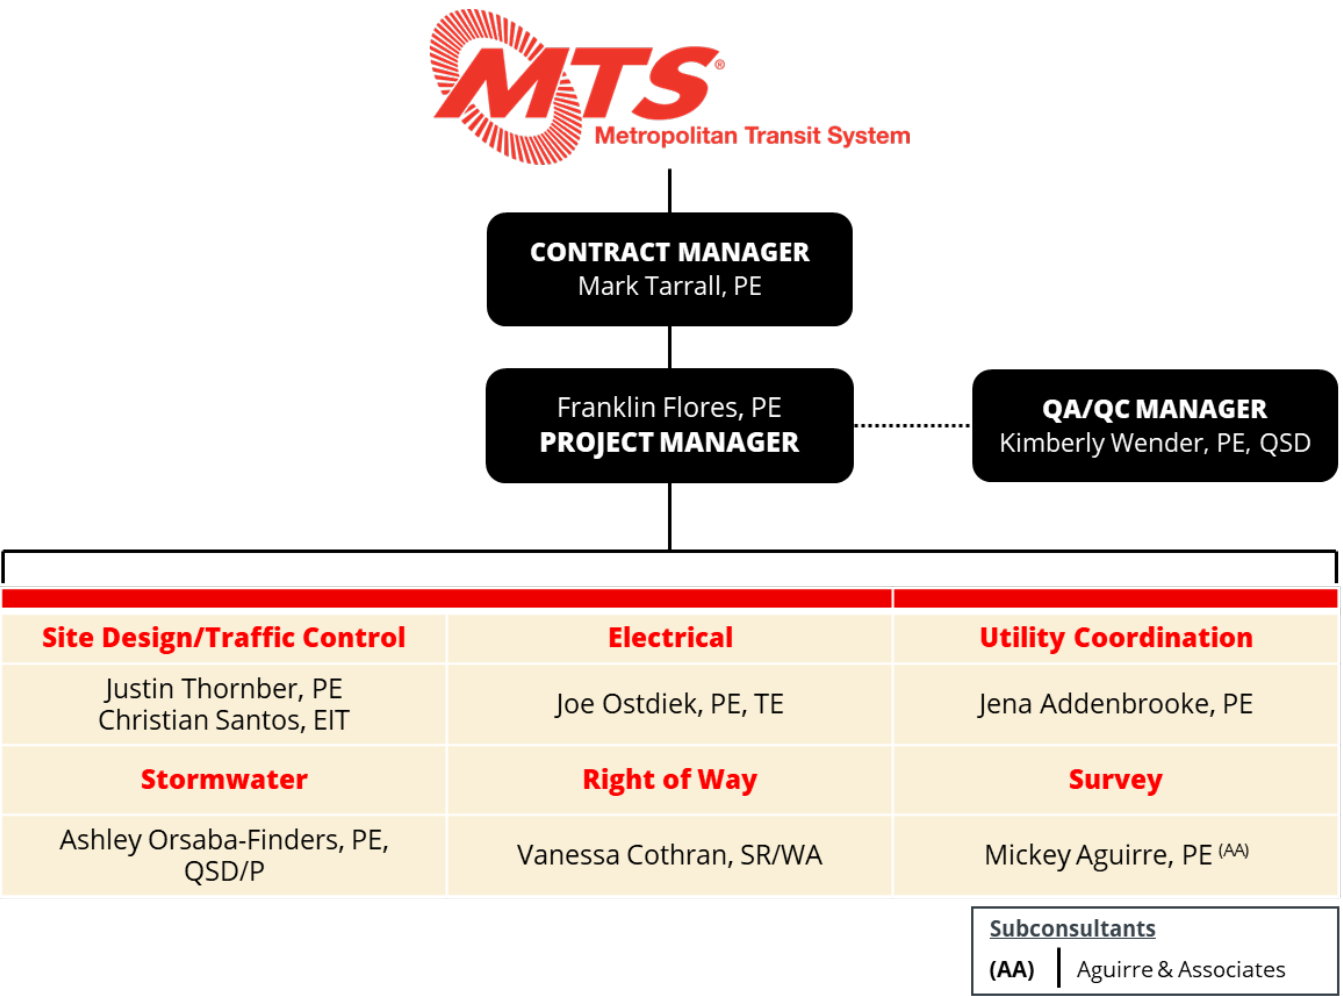 MTS®
Metropolitan Transit System
CONTRACT MANAGER
Mark Tarrall, PE
Franklin Flores, PE
PROJECT MANAGER
QA/QC MANAGER
Kimberly Wender, PE, QSD
Site Design/Traffic Control
Electrical
Utility Coordination
Justin Thornber, PE
Christian Santos, EIT
Joe Ostdiek, PE, TE
Jena Addenbrooke, PE
Stormwater
Right of Way
Survey
Ashley Orsaba-Finders, PE,
QSD/P
Vanessa Cothran, SR/WA
Mickey Aguirre, PE (AA)
Subconsultants
(AA) Aguirre & Associates